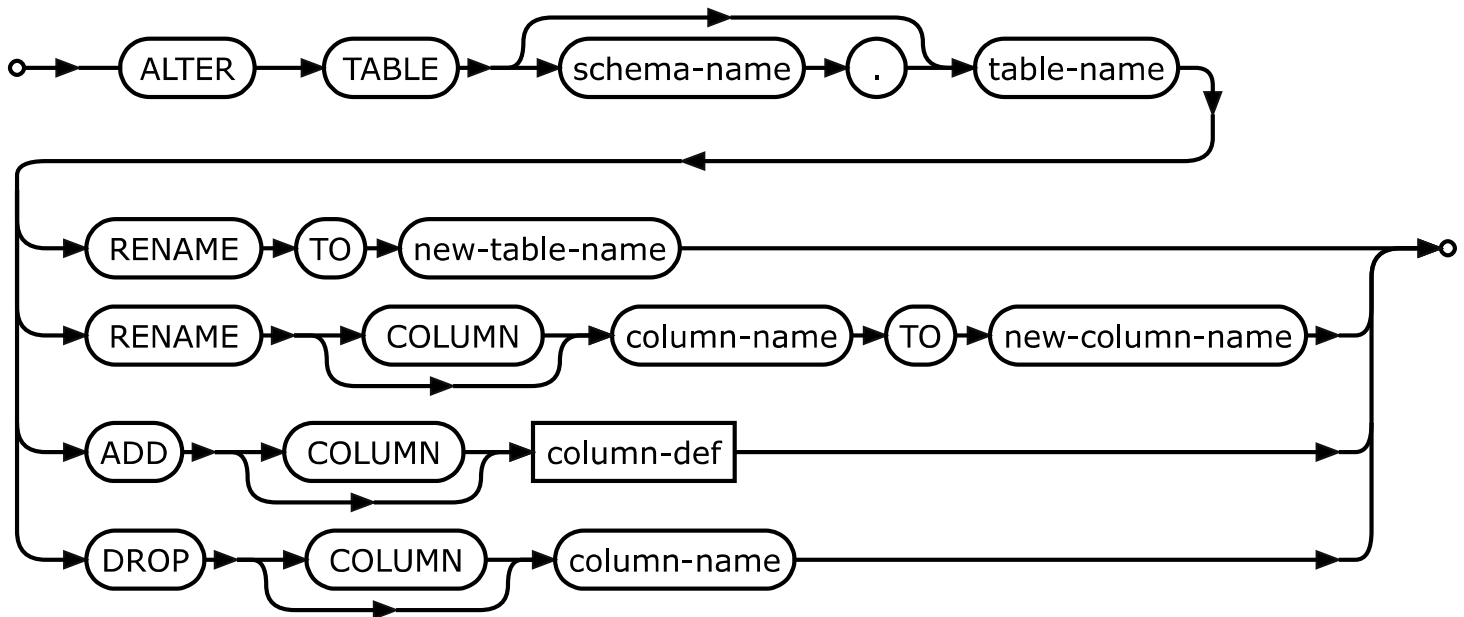 ALTER TABLE schema-name . table-name
RENAME TO new-table-name
RENAME COLUMN column-name TO new-column-name
ADD COLUMN column-def
DROP COLUMN column-name